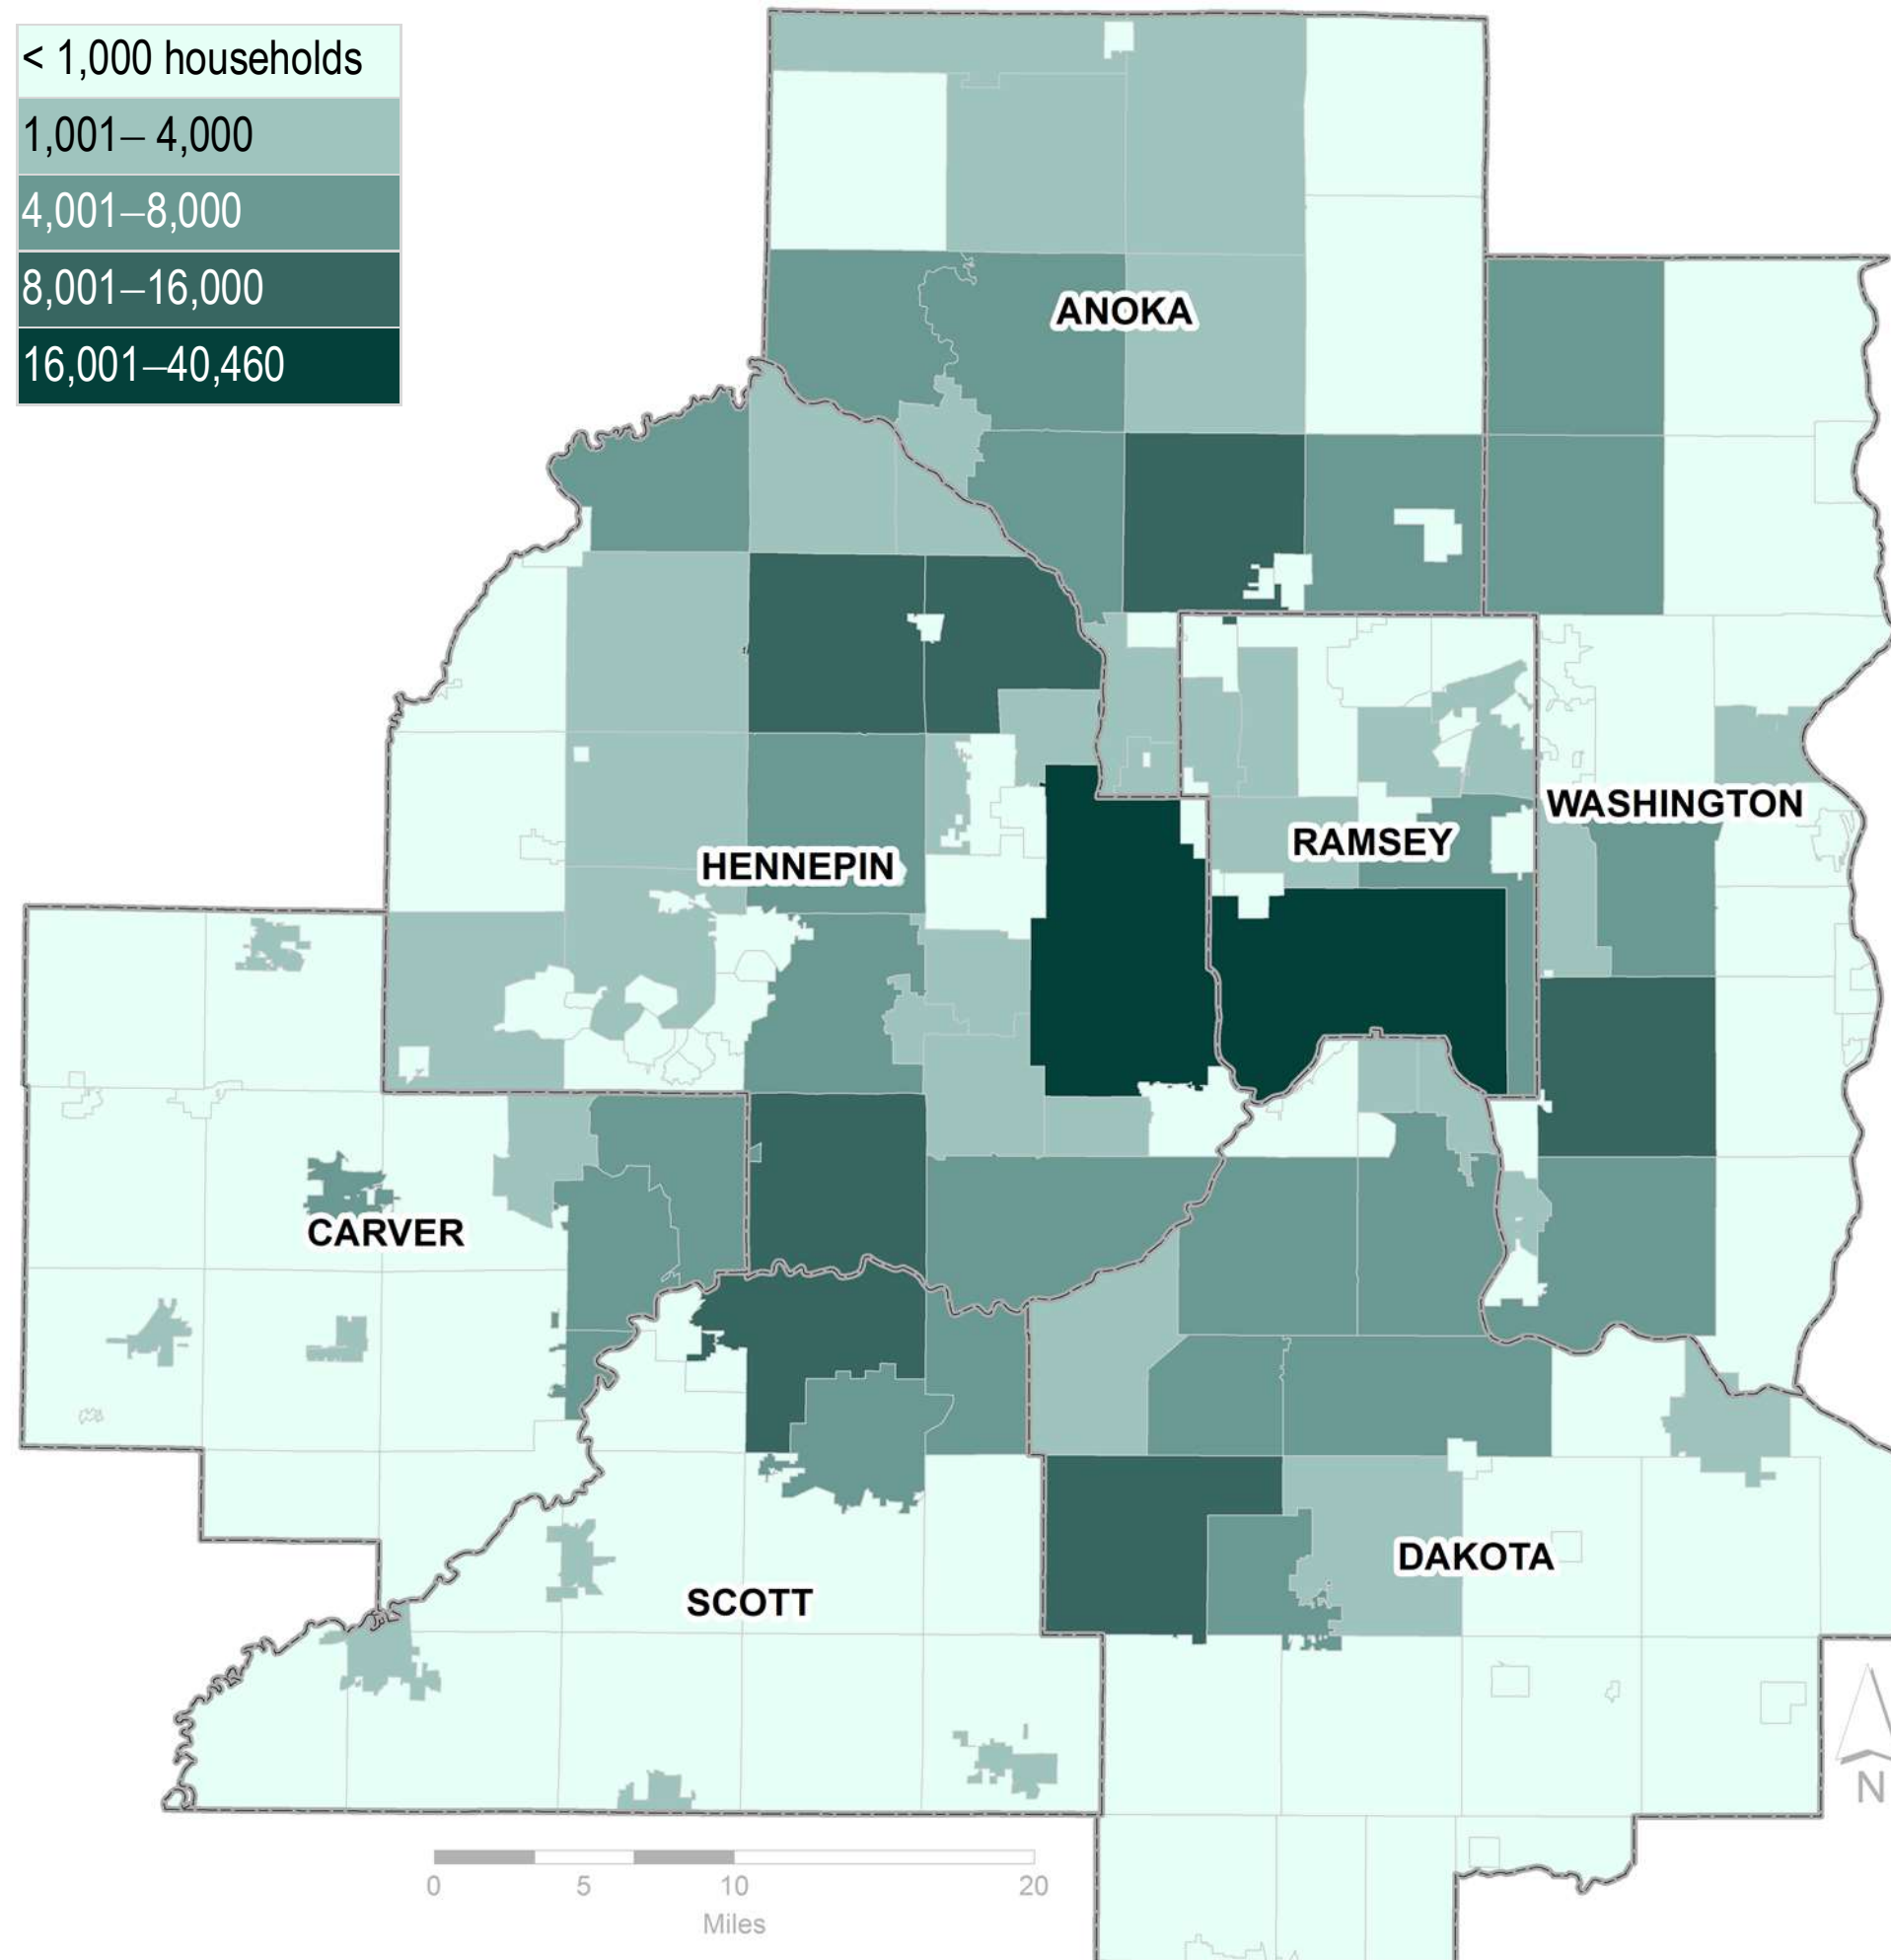 < 1,000 households
1,001– 4,000
4,001–8,000
8,001–16,000
16,001–40,460
ANOKA
WASHINGTON
RAMSEY
HENNEPIN
CARVER
DAKOTA
SCOTT
N
0 5 10 20
Miles